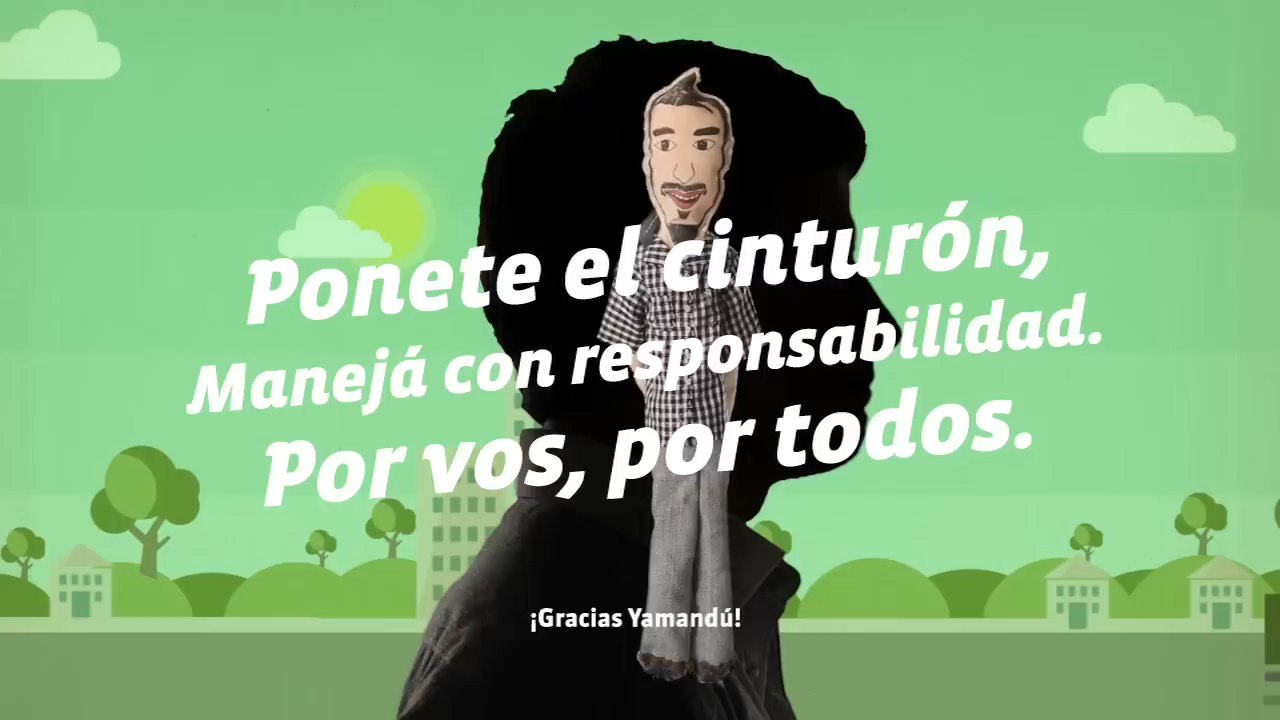 Ponete el cinturón,
Manejá con responsabilidad.
Por vos, por todos.
¡Gracias Yamandú!